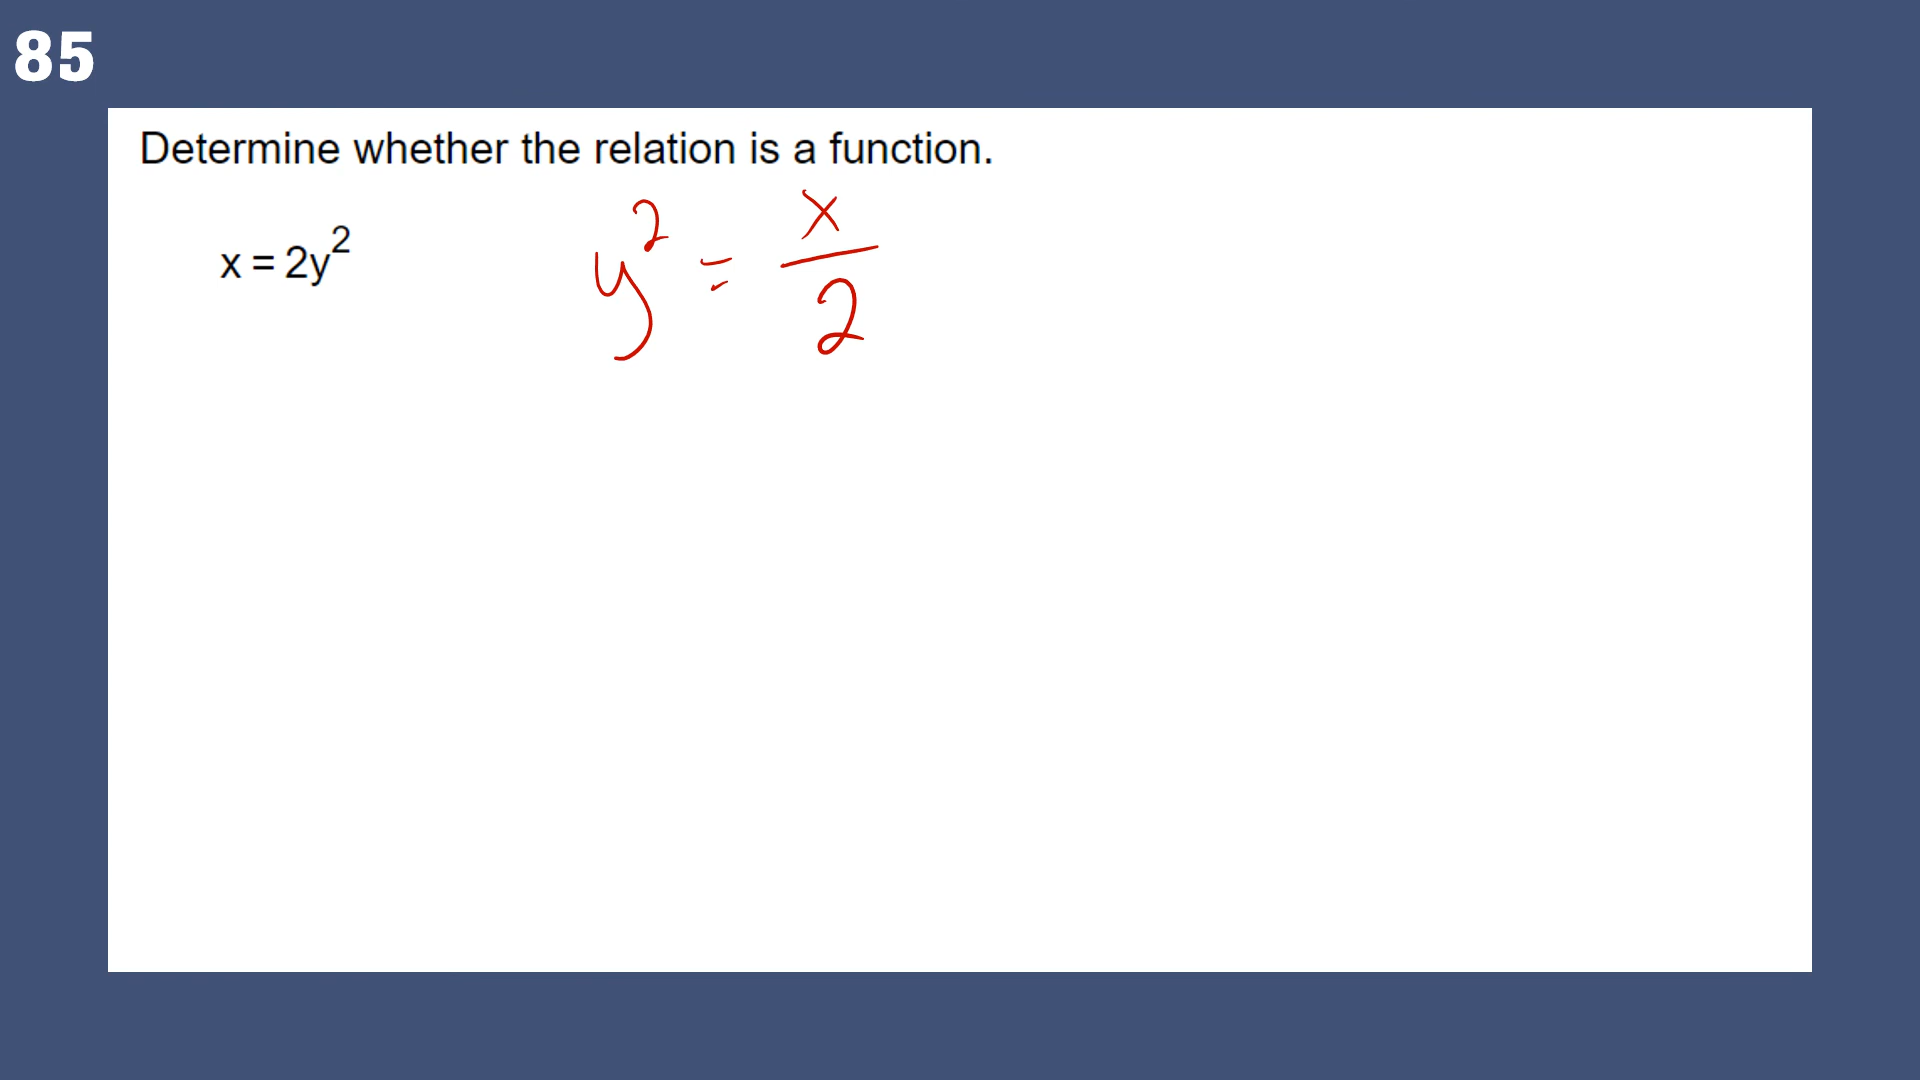 85
Determine whether the relation is a function.
x = 2y²
y² = x/2